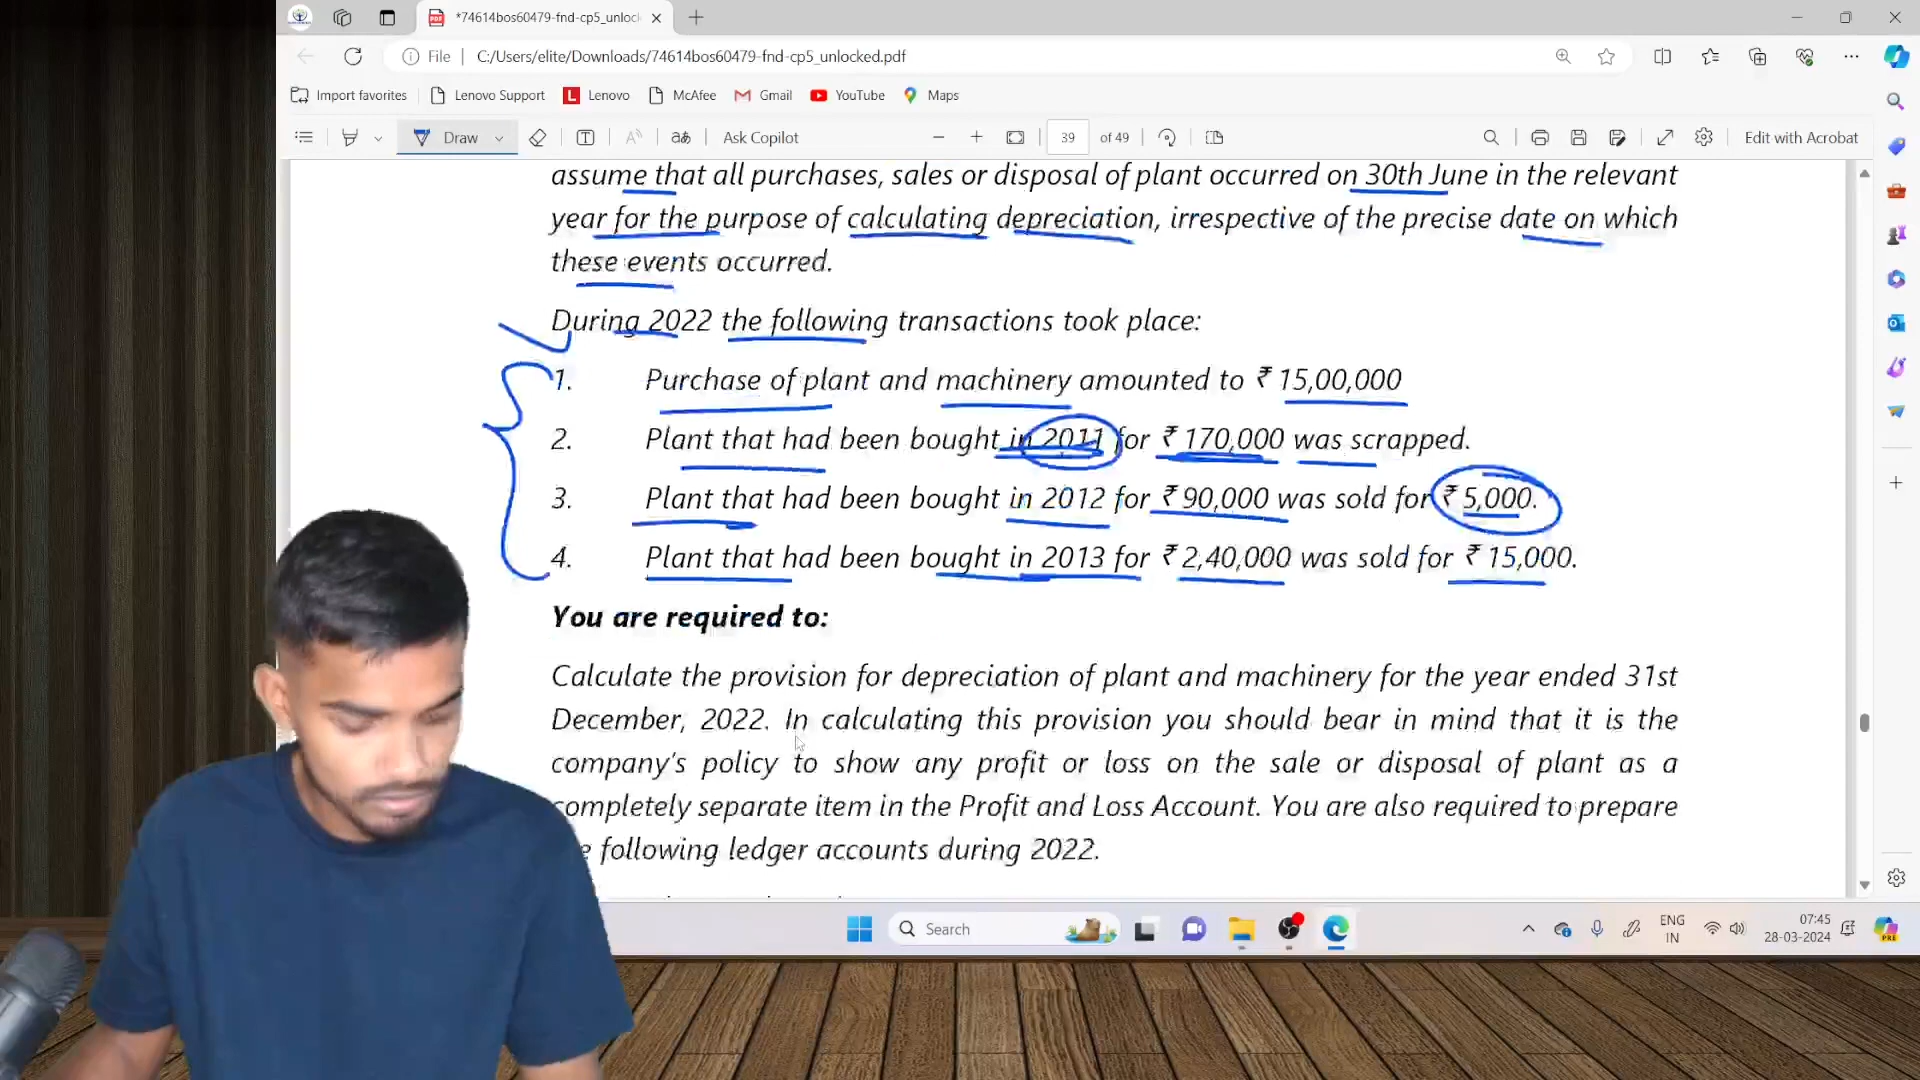 *74614bos60479-fnd-cp5_unlock
File
C:/Users/elite/Downloads/74614bos60479-fnd-cp5_unlocked.pdf
Import favorites
Lenovo Support
L Lenovo
McAfee
Gmail
YouTube
Maps
Draw
Ask Copilot
39 of 49
Edit with Acrobat
assume that all purchases, sales or disposal of plant occurred on 30th June in the relevant
year for the purpose of calculating depreciation, irrespective of the precise date on which
these events occurred.
During 2022 the following transactions took place:
1. Purchase of plant and machinery amounted to ₹ 15,00,000
2. Plant that had been bought in 2011 for ₹ 170,000 was scrapped.
3. Plant that had been bought in 2012 for ₹ 90,000 was sold for ₹ 5,000.
4. Plant that had been bought in 2013 for ₹ 2,40,000 was sold for ₹ 15,000.
You are required to:
Calculate the provision for depreciation of plant and machinery for the year ended 31st
December, 2022. In calculating this provision you should bear in mind that it is the
company's policy to show any profit or loss on the sale or disposal of plant as a
completely separate item in the Profit and Loss Account. You are also required to prepare
following ledger accounts during 2022.
Search
ENG
IN
07:45
28-03-2024